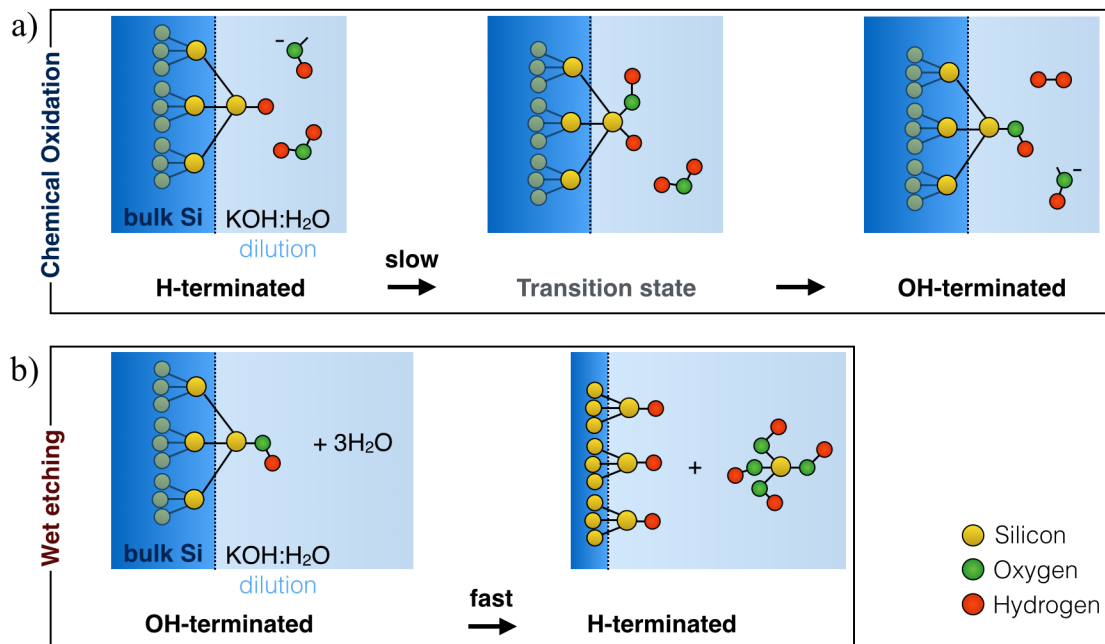 a)
Chemical Oxidation
−
bulk Si
KOH:H₂O
dilution
−
slow
H-terminated
Transition state
OH-terminated
b)
Wet etching
+ 3H₂O
+
bulk Si
KOH:H₂O
dilution
fast
OH-terminated
H-terminated
Silicon
Oxygen
Hydrogen